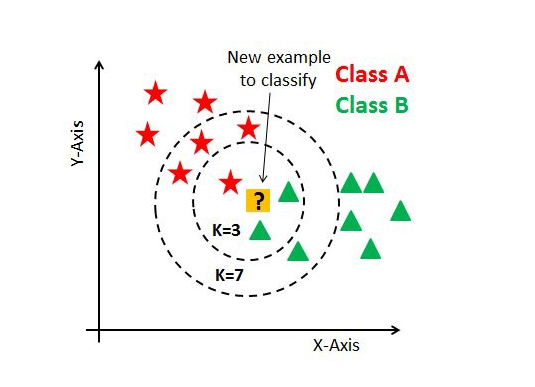 New example
to classify
Class A
Class B
Y-Axis
?
K=3
K=7
X-Axis